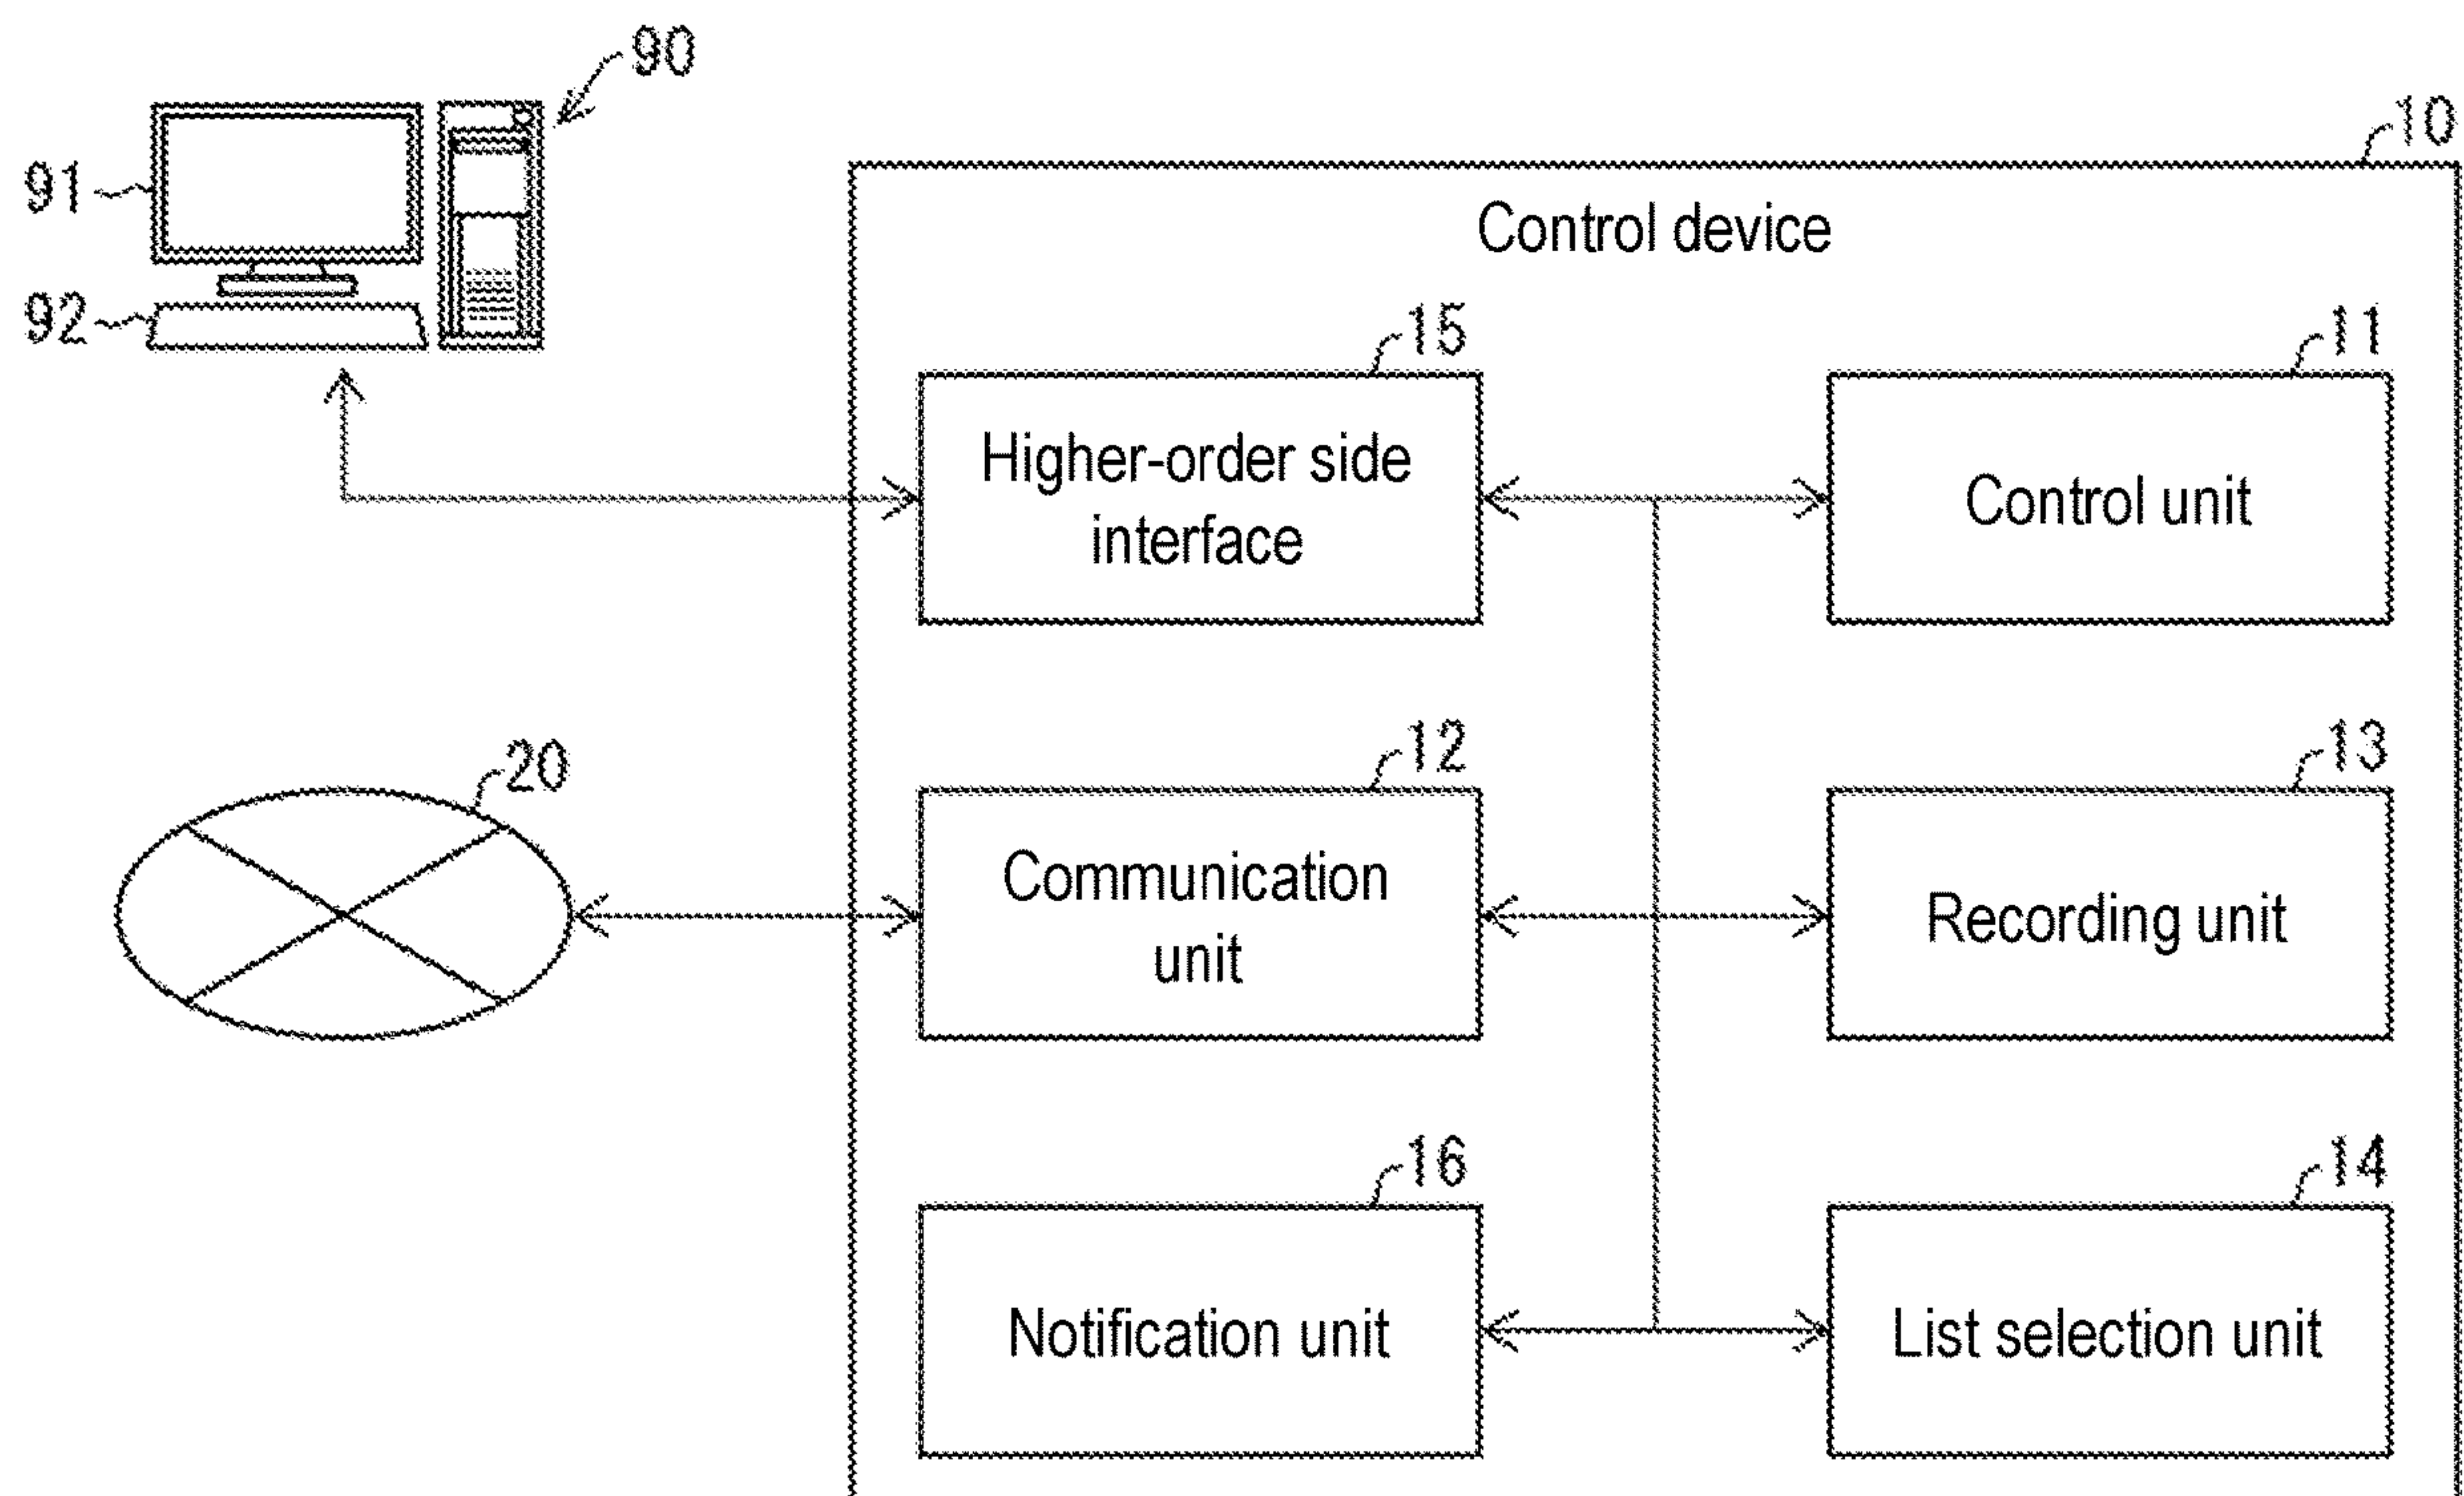 90
10
91
Control device
92
15
11
Higher-order side
interface
Control unit
20
12
13
Communication
unit
Recording unit
16
14
Notification unit
List selection unit